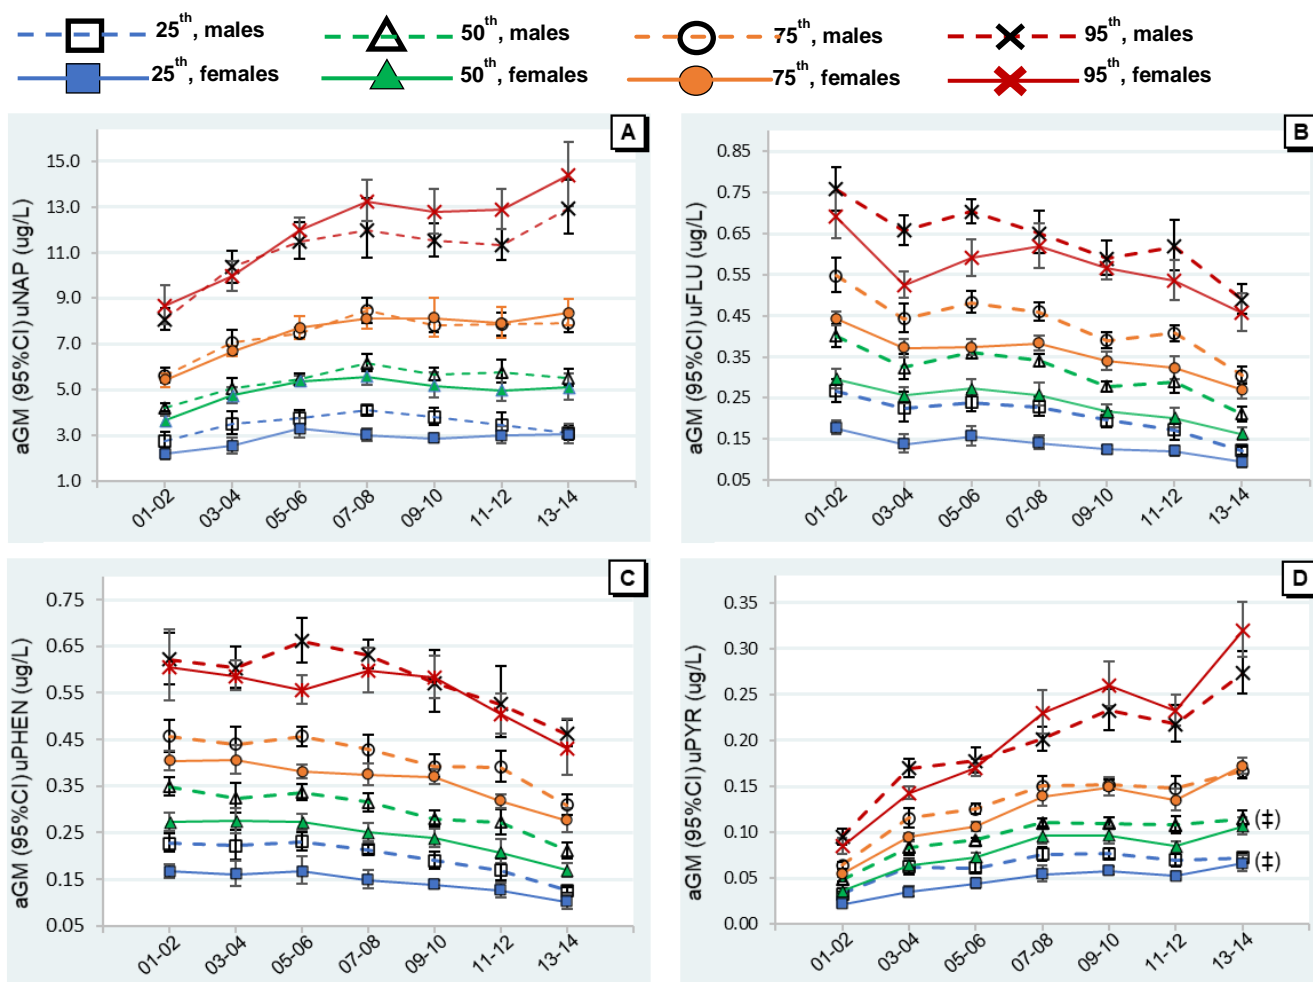 25th, males 50th, males 75th, males 95th, males
25th, females 50th, females 75th, females 95th, females
A
aGM (95%CI) uNAP (ug/L)
15.0
13.0
11.0
9.0
7.0
5.0
3.0
1.0
01-02 03-04 05-06 07-08 09-10 11-12 13-14
B
aGM (95%CI) uFLU (ug/L)
0.85
0.75
0.65
0.55
0.45
0.35
0.25
0.15
0.05
01-02 03-04 05-06 07-08 09-10 11-12 13-14
C
aGM (95%CI) uPHEN (ug/L)
0.75
0.65
0.55
0.45
0.35
0.25
0.15
0.05
01-02 03-04 05-06 07-08 09-10 11-12 13-14
D
aGM (95%CI) uPYR (ug/L)
0.35
0.30
0.25
0.20
0.15
0.10
0.05
0.00
(‡)
(‡)
01-02 03-04 05-06 07-08 09-10 11-12 13-14